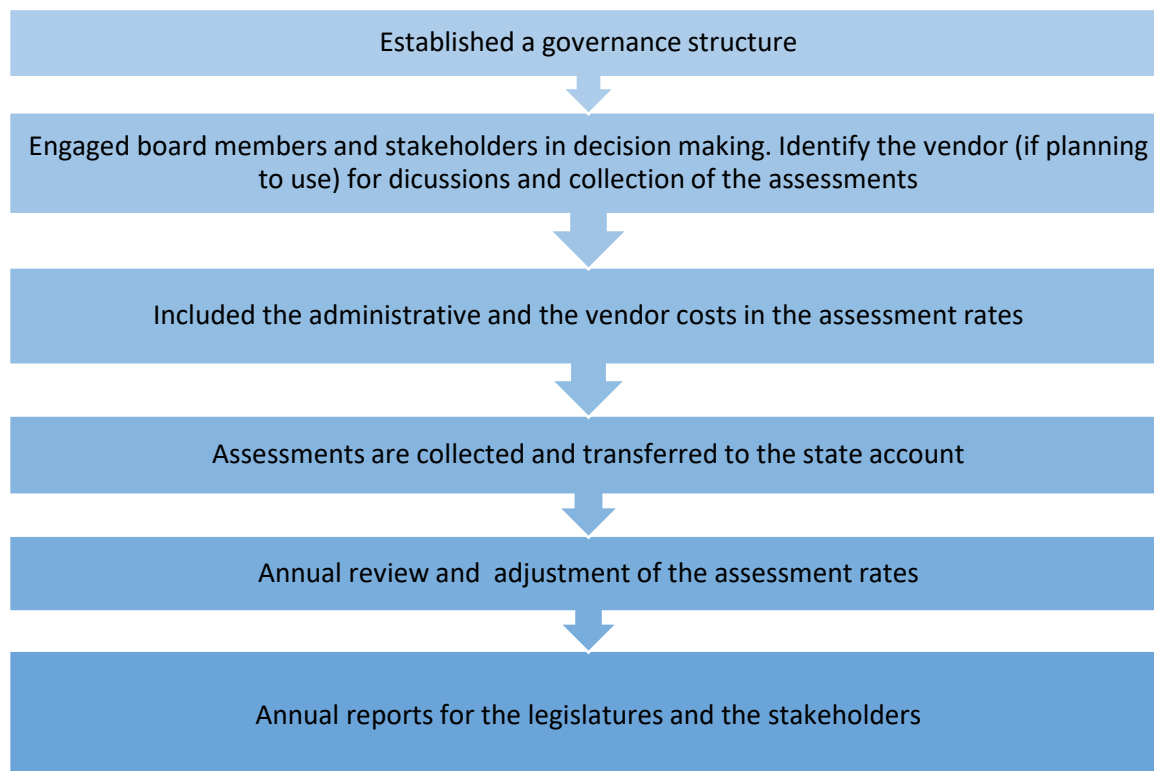 Established a governance structure
Engaged board members and stakeholders in decision making. Identify the vendor (if planning
to use) for dicussions and collection of the assessments
Included the administrative and the vendor costs in the assessment rates
Assessments are collected and transferred to the state account
Annual review and  adjustment of the assessment rates
Annual reports for the legislatures and the stakeholders